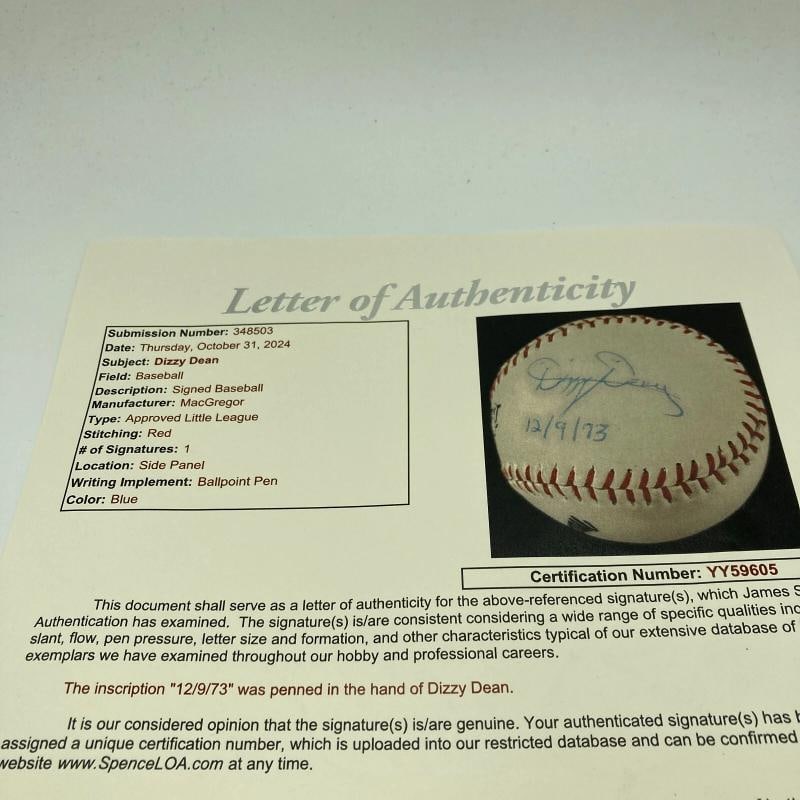 Letter of Authenticity
Submission Number: 348503
Date: Thursday, October 31, 2024
Subject: Dizzy Dean
Field: Baseball
Description: Signed Baseball
Manufacturer: MacGregor
Type: Approved Little League
Stitching: Red
# of Signatures: 1
Location: Side Panel
Writing Implement: Ballpoint Pen
Color: Blue
Dizzy Dean
12/9/73
Certification Number: YY59605
This document shall serve as a letter of authenticity for the above-referenced signature(s), which James S
Authentication has examined. The signature(s) is/are consistent considering a wide range of specific qualities inc
slant, flow, pen pressure, letter size and formation, and other characteristics typical of our extensive database of
exemplars we have examined throughout our hobby and professional careers.
The inscription "12/9/73" was penned in the hand of Dizzy Dean.
It is our considered opinion that the signature(s) is/are genuine. Your authenticated signature(s) has b
assigned a unique certification number, which is uploaded into our restricted database and can be confirmed
website www.SpenceLOA.com at any time.